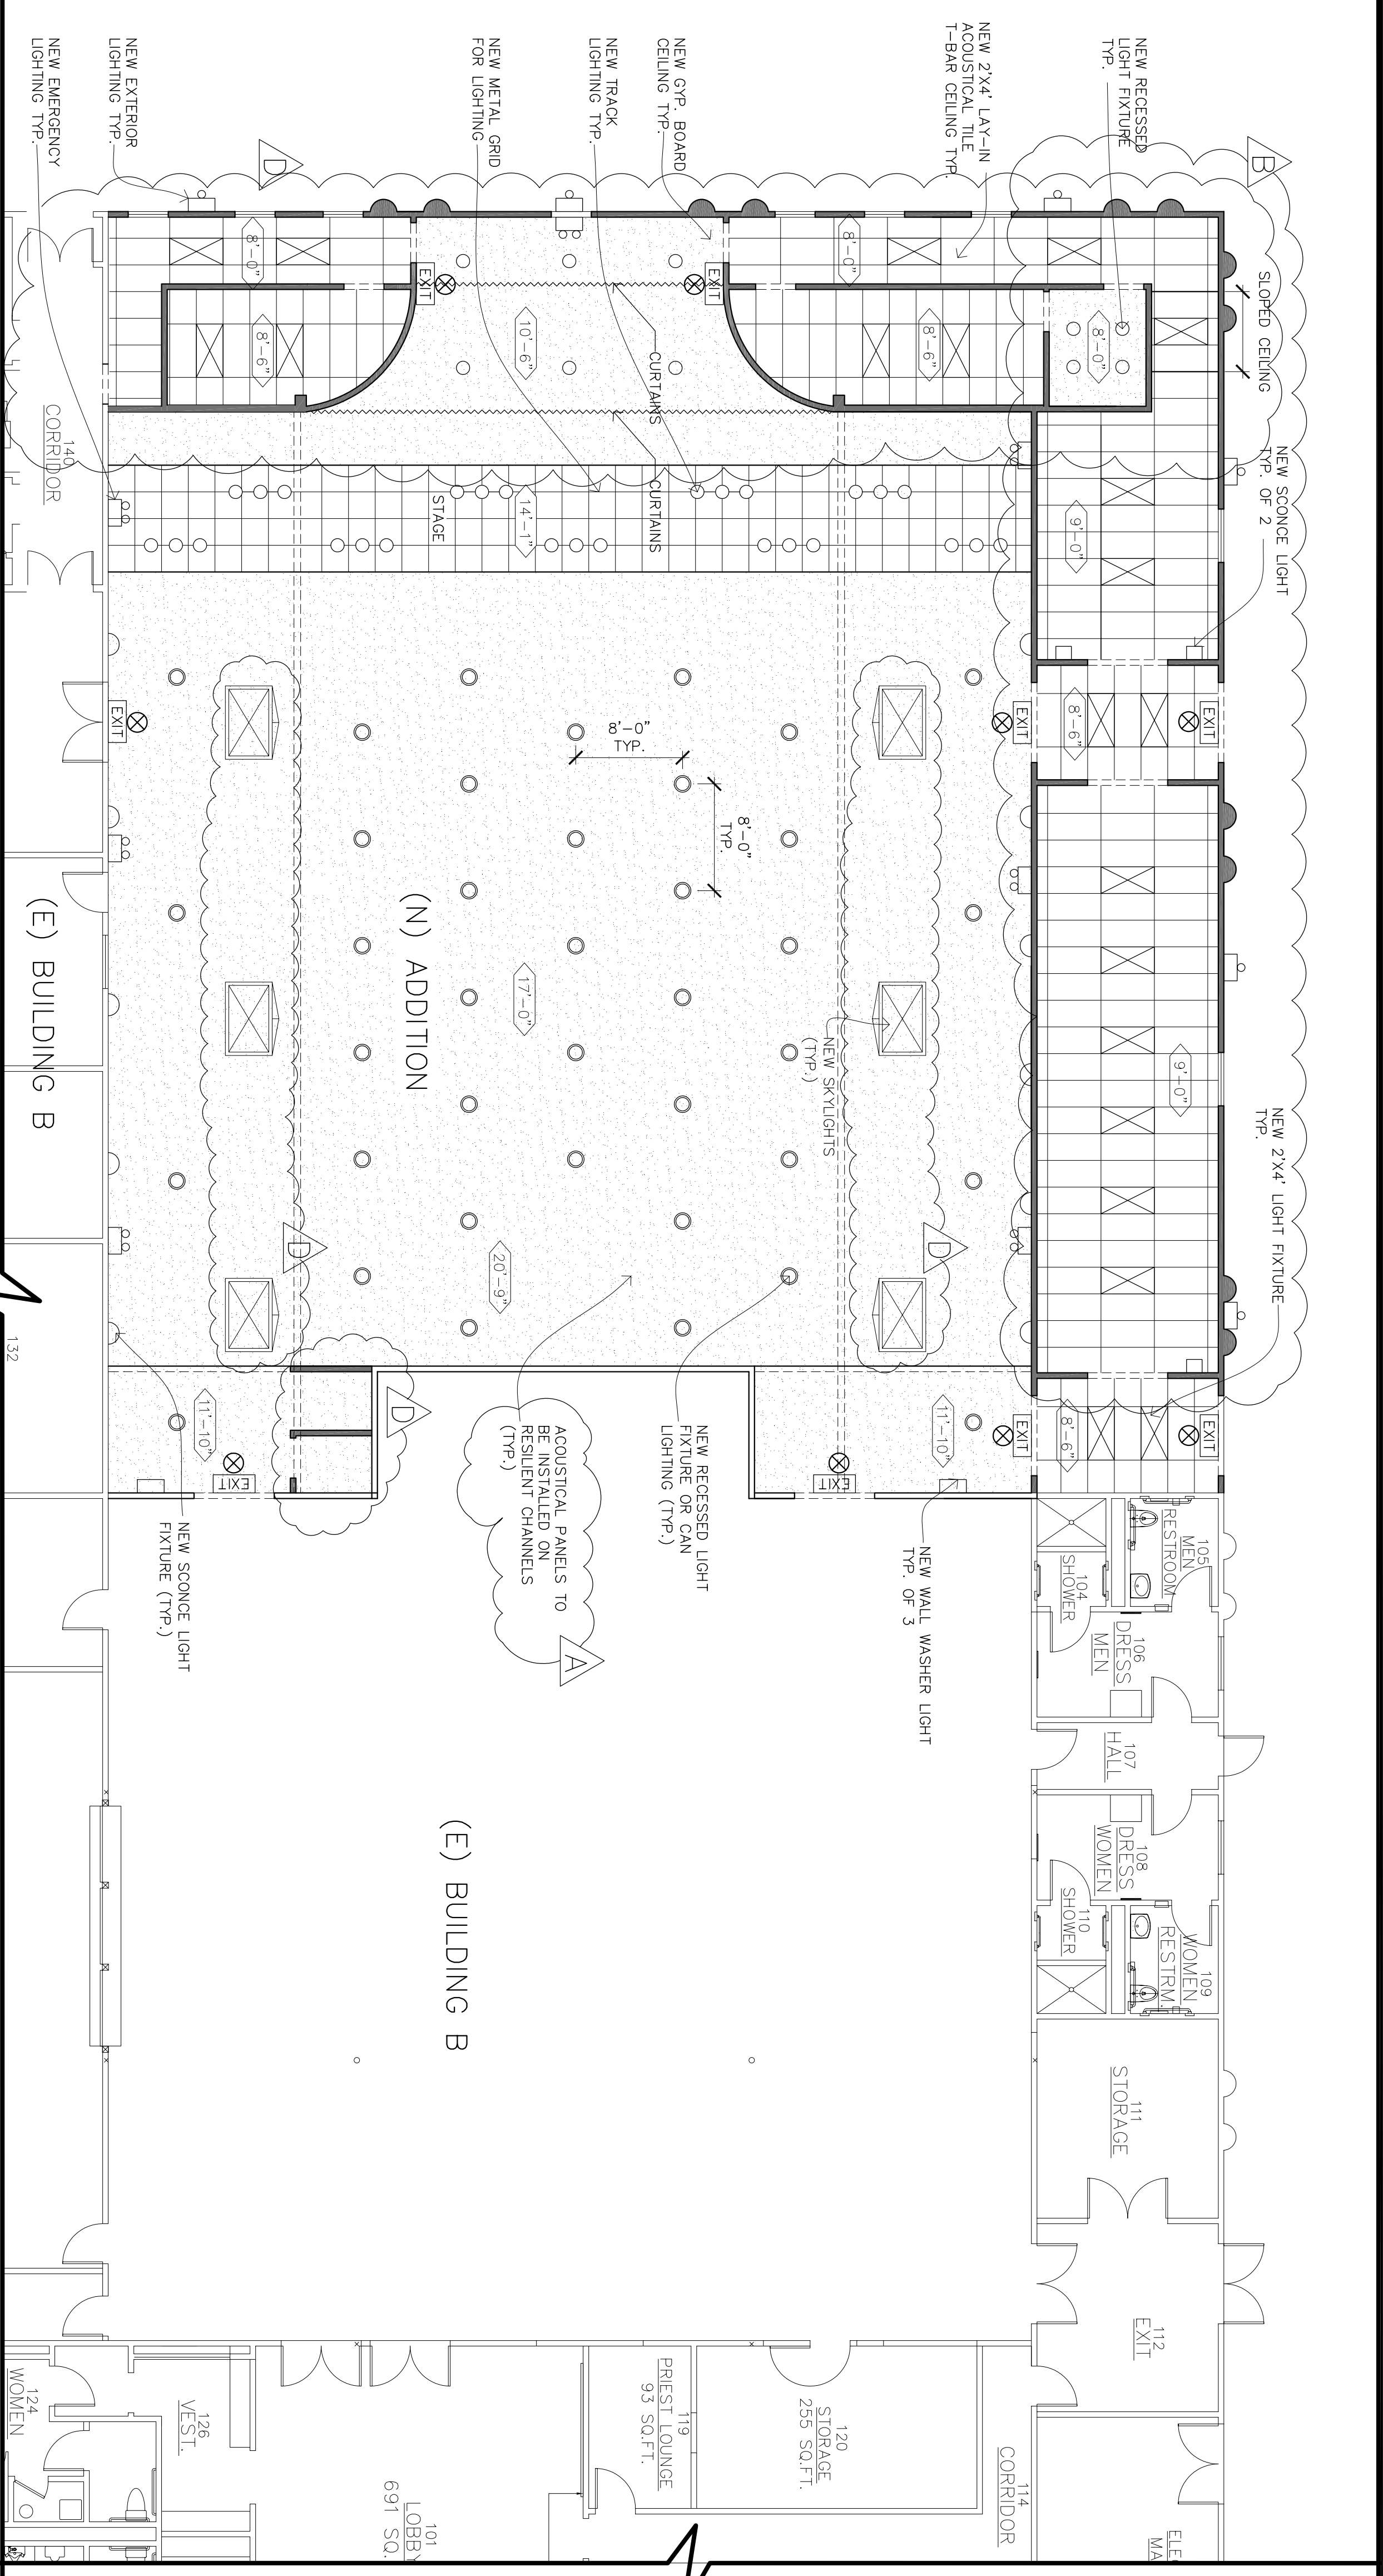 NEW RECESSED
LIGHT FIXTURE
TYP.
NEW 2'X4' LAY-IN
ACOUSTICAL TILE
T-BAR CEILING TYP.
NEW GYP. BOARD
CEILING TYP.
NEW TRACK
LIGHTING TYP.
NEW METAL GRID
FOR LIGHTING
NEW EXTERIOR
LIGHTING TYP.
NEW EMERGENCY
LIGHTING TYP.
B
D
SLOPED CEILING
NEW SCONCE LIGHT
TYP. OF 2
NEW 2'X4' LIGHT FIXTURE
TYP.
8'-0"
8'-0"
8'-0"
8'-6"
8'-6"
10'-6"
EXIT
EXIT
CURTAINS
CURTAINS
STAGE
14'-1"
9'-0"
8'-6"
EXIT
EXIT
EXIT
9'-0"
8'-6"
EXIT
EXIT
140
CORRIDOR
8'-0"
TYP.
8'-0"
TYP.
(N) ADDITION
17'-0"
20'-9"
NEW SKYLIGHTS
(TYP.)
D
D
D
11'-10"
11'-10"
EXIT
EXIT
(E) BUILDING B
132
NEW WALL WASHER LIGHT
TYP. OF 3
NEW RECESSED LIGHT
FIXTURE OR CAN
LIGHTING (TYP.)
ACOUSTICAL PANELS TO
BE INSTALLED ON
RESILIENT CHANNELS
(TYP.)
A
NEW SCONCE LIGHT
FIXTURE (TYP.)
105
MEN
RESTROOM
104
SHOWER
106
DRESS
MEN
107
HALL
108
DRESS
WOMEN
110
SHOWER
109
WOMEN
RESTRM.
111
STORAGE
112
EXIT
(E) BUILDING B
114
CORRIDOR
120
STORAGE
255 SQ.FT.
119
PRIEST LOUNGE
93 SQ.FT.
101
LOBBY
691 SQ.
126
VEST.
124
WOMEN
ELE
MA